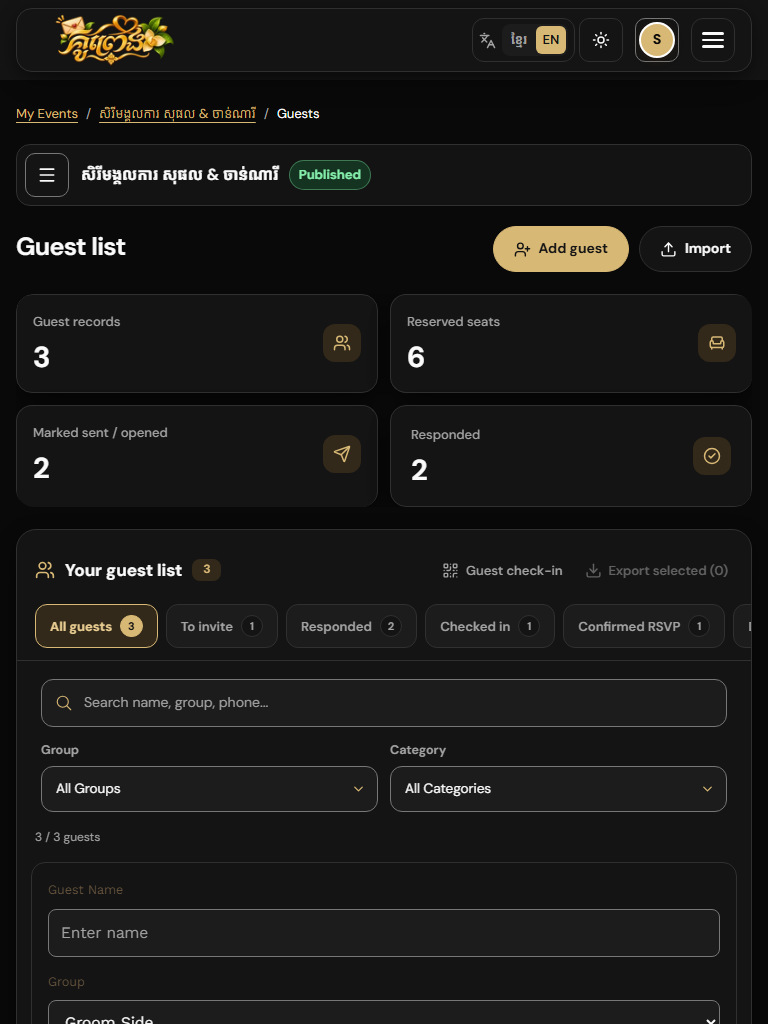 គូព្រេង
ខ្មែរ EN S
My Events / សិរីមង្គលការ សុផល & ចាន់ណារី / Guests
សិរីមង្គលការ សុផល & ចាន់ណារី Published
Guest list
Add guest
Import
Guest records
3
Reserved seats
6
Marked sent / opened
2
Responded
2
Your guest list 3
Guest check-in
Export selected (0)
All guests 3
To invite 1
Responded 2
Checked in 1
Confirmed RSVP 1
Search name, group, phone...
Group
Category
All Groups
All Categories
3 / 3 guests
Guest Name
Enter name
Group
Groom Side